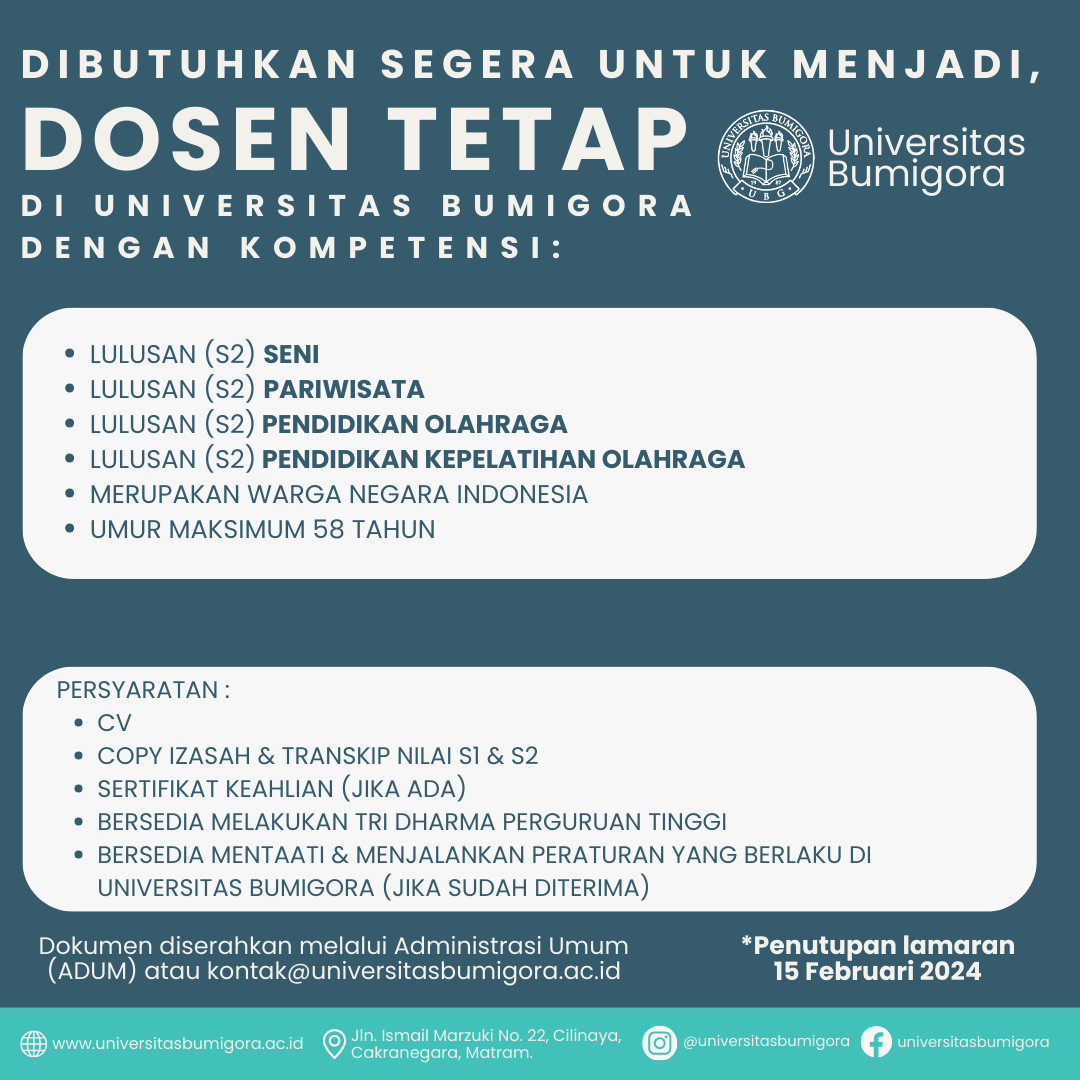 DIBUTUHKAN SEGERA UNTUK MENJADI,
DOSEN TETAP
UNIVERSITAS BUMIGORA
U B G
Universitas
Bumigora
DI UNIVERSITAS BUMIGORA
DENGAN KOMPETENSI:
• LULUSAN (S2) SENI
• LULUSAN (S2) PARIWISATA
• LULUSAN (S2) PENDIDIKAN OLAHRAGA
• LULUSAN (S2) PENDIDIKAN KEPELATIHAN OLAHRAGA
• MERUPAKAN WARGA NEGARA INDONESIA
• UMUR MAKSIMUM 58 TAHUN
PERSYARATAN :
• CV
• COPY IZASAH & TRANSKIP NILAI S1 & S2
• SERTIFIKAT KEAHLIAN (JIKA ADA)
• BERSEDIA MELAKUKAN TRI DHARMA PERGURUAN TINGGI
• BERSEDIA MENTAATI & MENJALANKAN PERATURAN YANG BERLAKU DI
UNIVERSITAS BUMIGORA (JIKA SUDAH DITERIMA)
Dokumen diserahkan melalui Administrasi Umum
(ADUM) atau kontak@universitasbumigora.ac.id
*Penutupan lamaran
15 Februari 2024
www.universitasbumigora.ac.id
Jln. Ismail Marzuki No. 22, Cilinaya,
Cakranegara, Matram.
@universitasbumigora
universitasbumigora